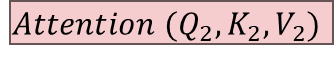 Attention (Q₂, K₂, V₂)